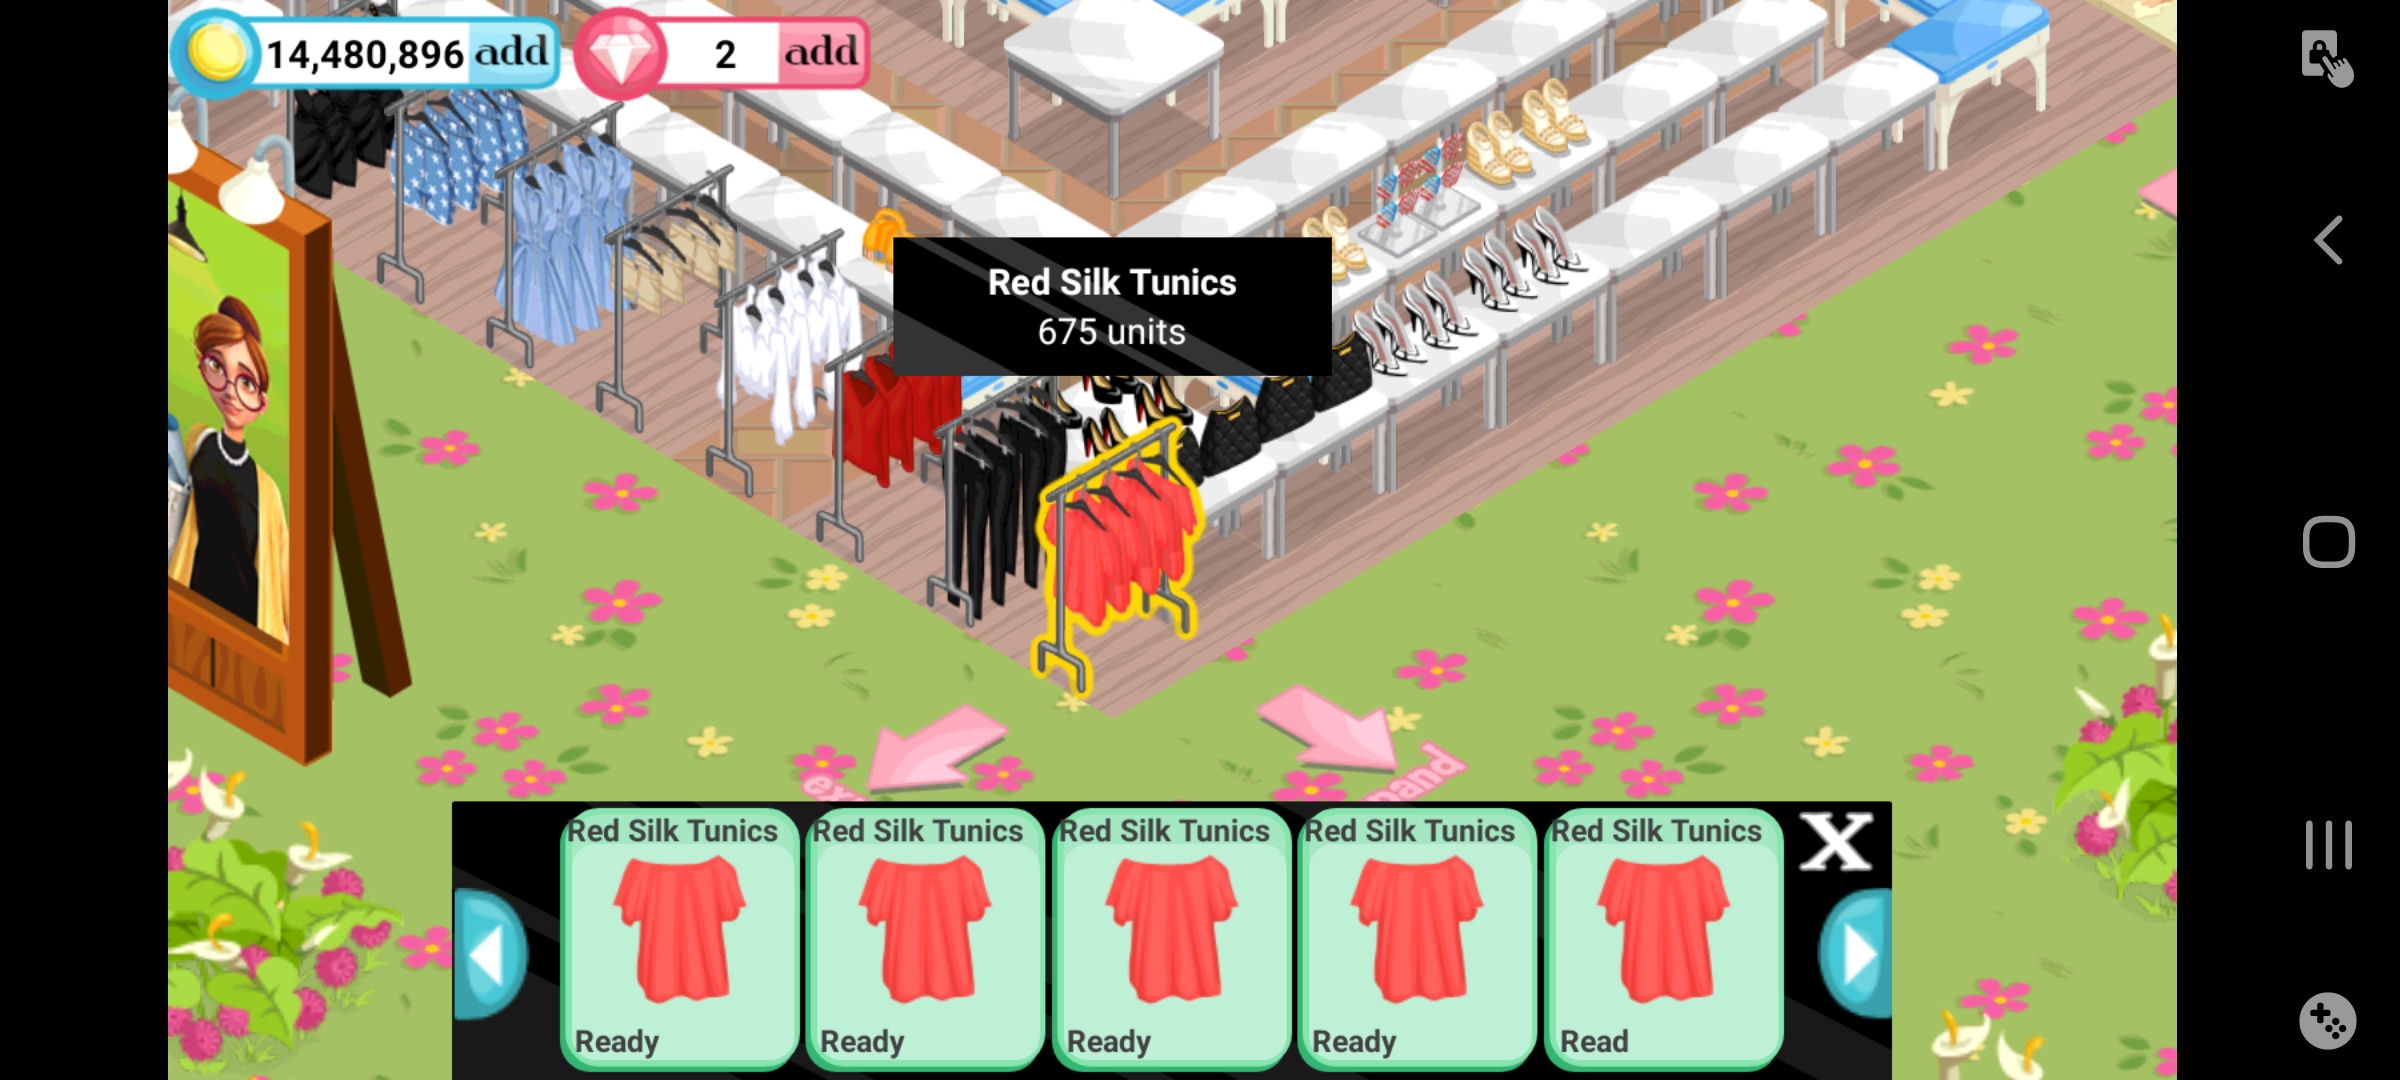 14,480,896 add
2 add
Red Silk Tunics
675 units
Red Silk Tunics
Ready
Red Silk Tunics
Ready
Red Silk Tunics
Ready
Red Silk Tunics
Ready
Red Silk Tunics
Read
X